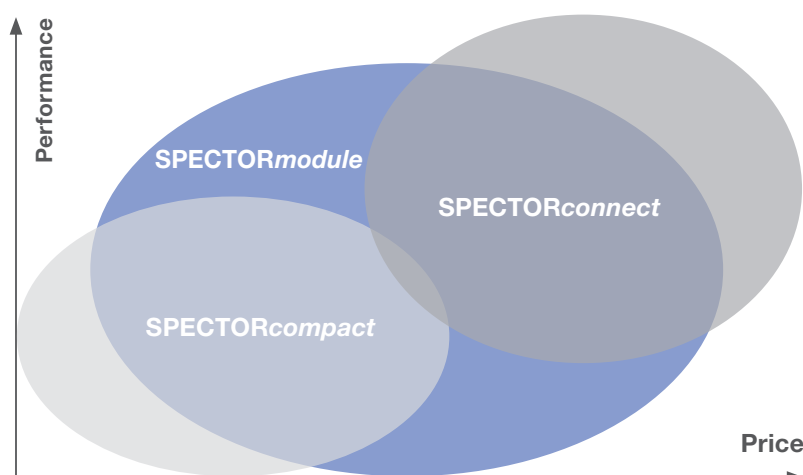 Performance
SPECTORmodule
SPECTORconnect
SPECTORcompact
Price